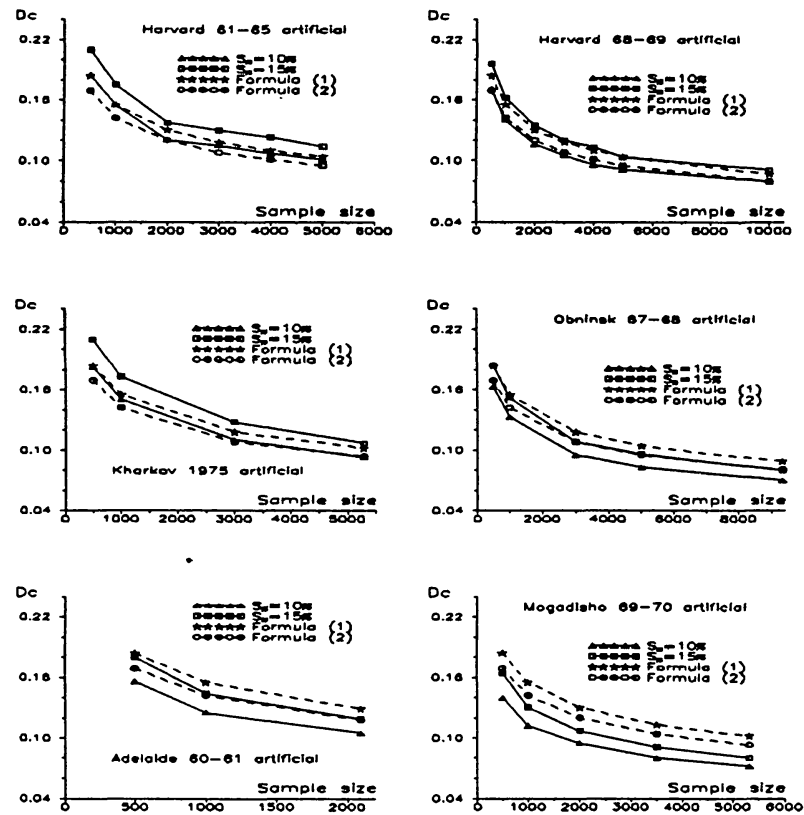 Dc
Harvard 61-65 artificial
0.22
S = 10%
S = 15%
Formula (1)
Formula (2)
0.16
0.10
Sample size
0.04
0 1000 2000 3000 4000 5000 6000
Dc
Harvard 68-69 artificial
0.22
S = 10%
S = 15%
Formula (1)
Formula (2)
0.16
0.10
Sample size
0.04
0 2000 4000 6000 8000 10000
Dc
0.22
S = 10%
S = 15%
Formula (1)
Formula (2)
0.16
0.10
Kharkov 1975 artificial
Sample size
0.04
0 1000 2000 3000 4000 5000
Dc
Obninsk 67-68 artificial
0.22
S = 10%
S = 15%
Formula (1)
Formula (2)
0.16
0.10
Sample size
0.04
0 2000 4000 6000 8000
Dc
0.22
S = 10%
S = 15%
Formula (1)
Formula (2)
0.16
0.10
Adelaide 60-61 artificial
Sample size
0.04
0 500 1000 1500 2000
Dc
Mogadisho 69-70 artificial
0.22
S = 10%
S = 15%
Formula (1)
Formula (2)
0.16
0.10
Sample size
0.04
0 1000 2000 3000 4000 5000 6000